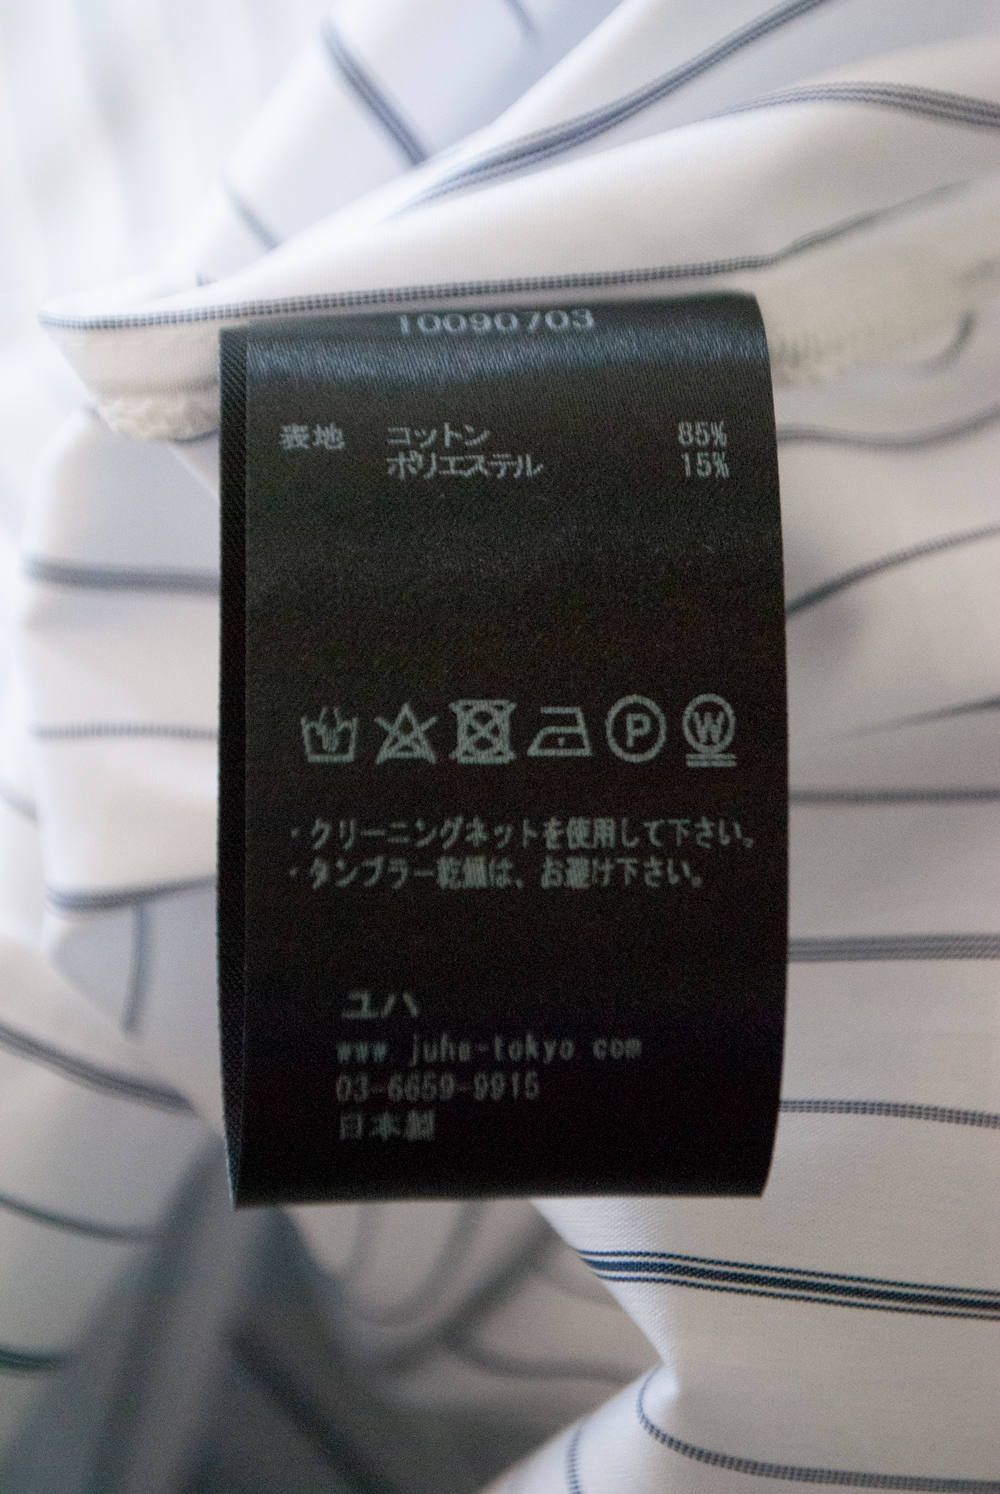 10090703
表地 コットン 85%
ポリエステル 15%
P W
・クリーニングネットを使用して下さい。
・タンブラー乾燥は、お避け下さい。
ユハ
www.juha-tokyo.com
03-6659-9915
日本製